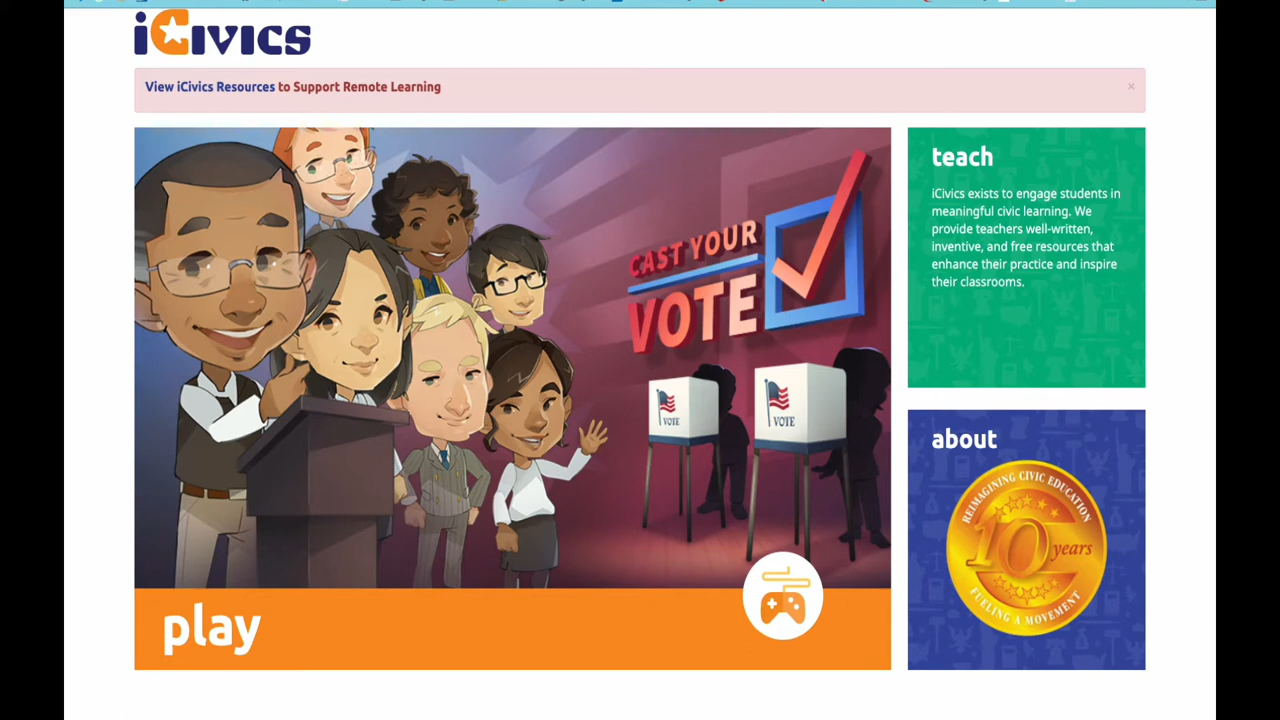 iCivics
View iCivics Resources to Support Remote Learning
×
CAST YOUR
VOTE
VOTE
VOTE
play
teach
iCivics exists to engage students in
meaningful civic learning. We
provide teachers well-written,
inventive, and free resources that
enhance their practice and inspire
their classrooms.
about
REIMAGINING CIVIC EDUCATION
10 years
FUELING A MOVEMENT